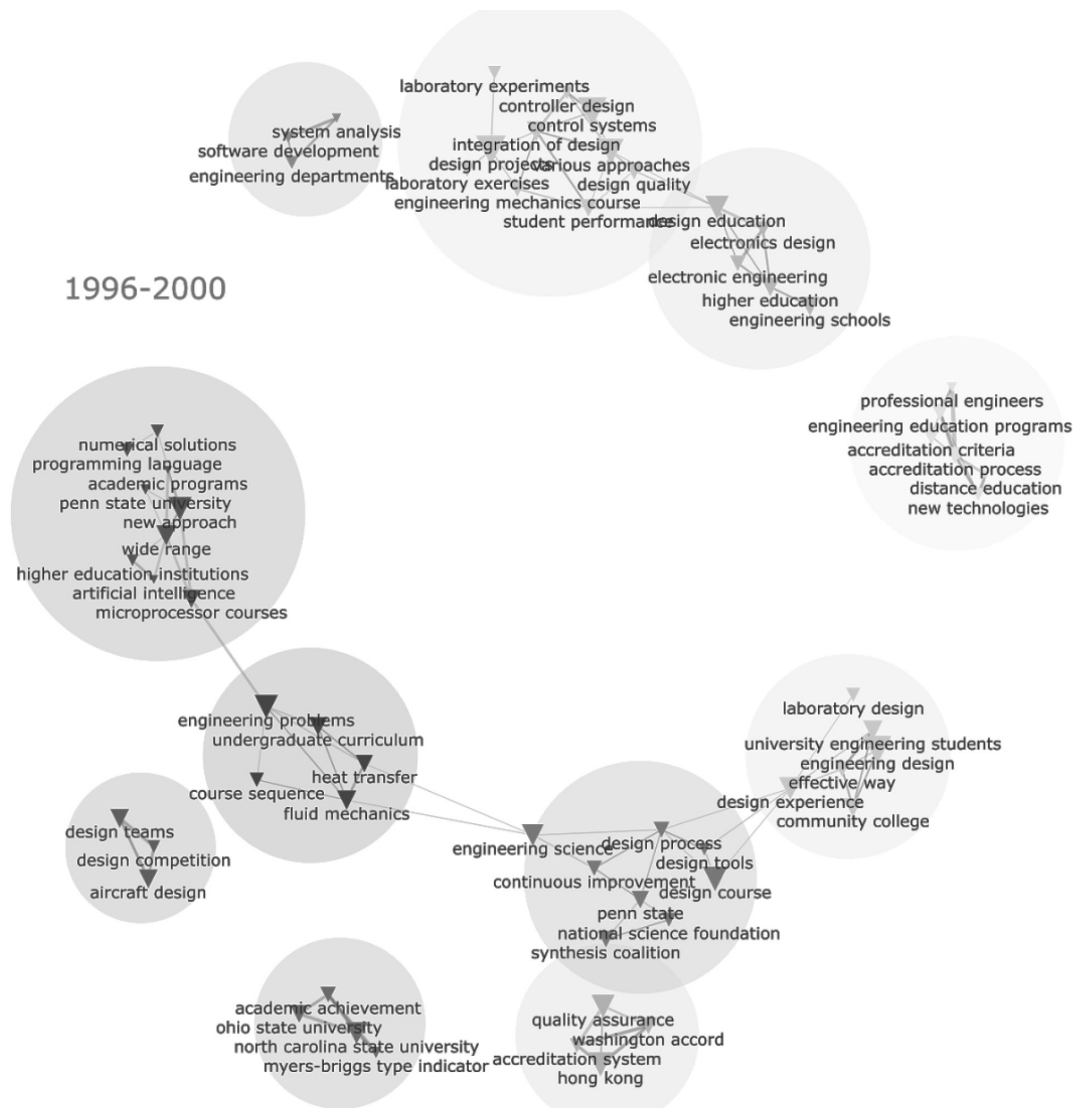 laboratory experiments
controller design
system analysis
control systems
software development
integration of design
engineering departments
design projects
various approaches
laboratory exercises
design quality
engineering mechanics course
student performance
design education
electronics design
electronic engineering
higher education
engineering schools
1996-2000
professional engineers
engineering education programs
accreditation criteria
accreditation process
distance education
new technologies
numerical solutions
programming language
academic programs
penn state university
new approach
wide range
higher education institutions
artificial intelligence
microprocessor courses
engineering problems
undergraduate curriculum
heat transfer
course sequence
fluid mechanics
laboratory design
university engineering students
engineering design
effective way
design experience
community college
design teams
design competition
aircraft design
engineering science
design process
design tools
continuous improvement
design course
penn state
national science foundation
synthesis coalition
academic achievement
ohio state university
north carolina state university
myers-briggs type indicator
quality assurance
washington accord
accreditation system
hong kong